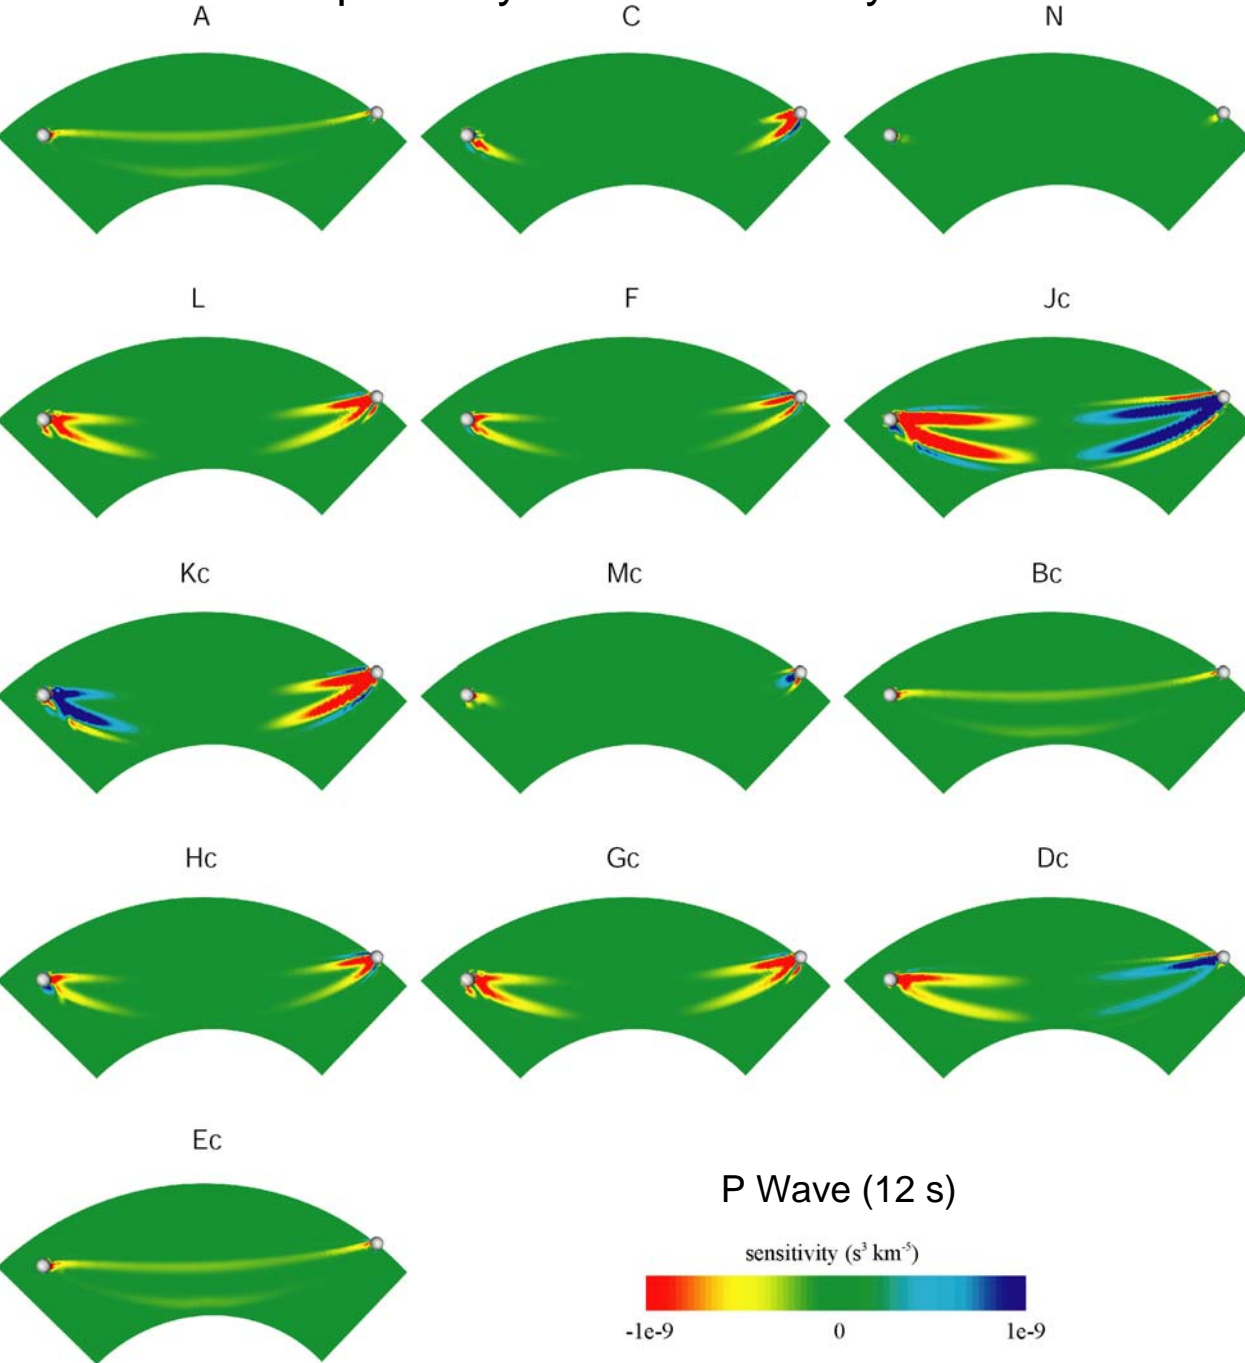 A C N
L F Jc
Kc Mc Bc
Hc Gc Dc
Ec
P Wave (12 s)
sensitivity (s³ km⁻⁵)
-1e-9 0 1e-9